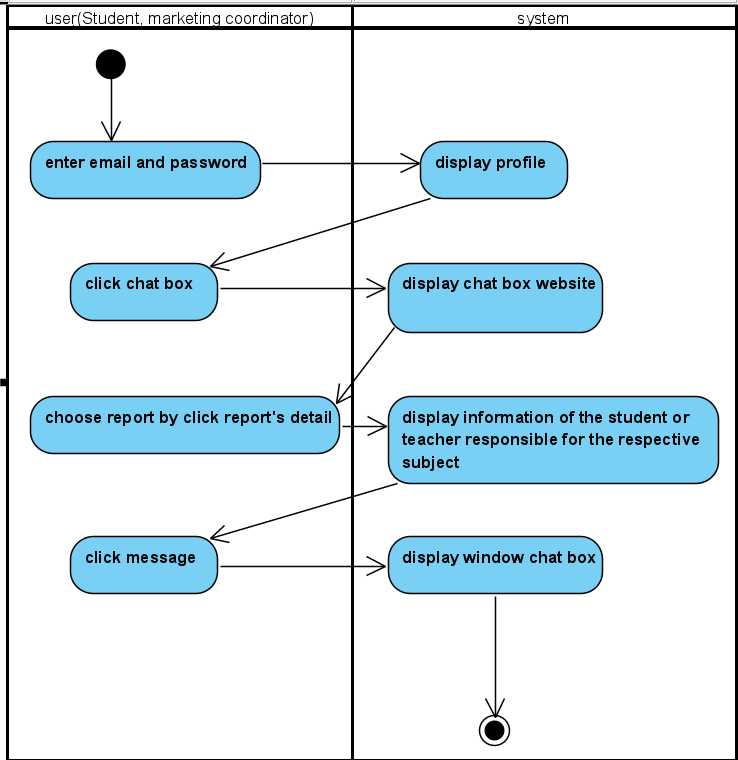 user(Student, marketing coordinator)
system
enter email and password
display profile
click chat box
display chat box website
choose report by click report's detail
display information of the student or
teacher responsible for the respective
subject
click message
display window chat box